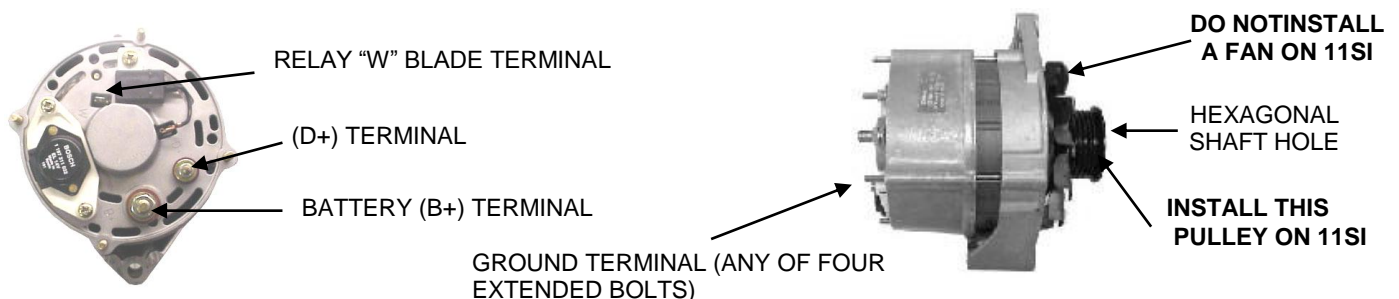 RELAY “W” BLADE TERMINAL
(D+) TERMINAL
BATTERY (B+) TERMINAL
GROUND TERMINAL (ANY OF FOUR
EXTENDED BOLTS)
DO NOTINSTALL
A FAN ON 11SI
HEXAGONAL
SHAFT HOLE
INSTALL THIS
PULLEY ON 11SI
BOSCH